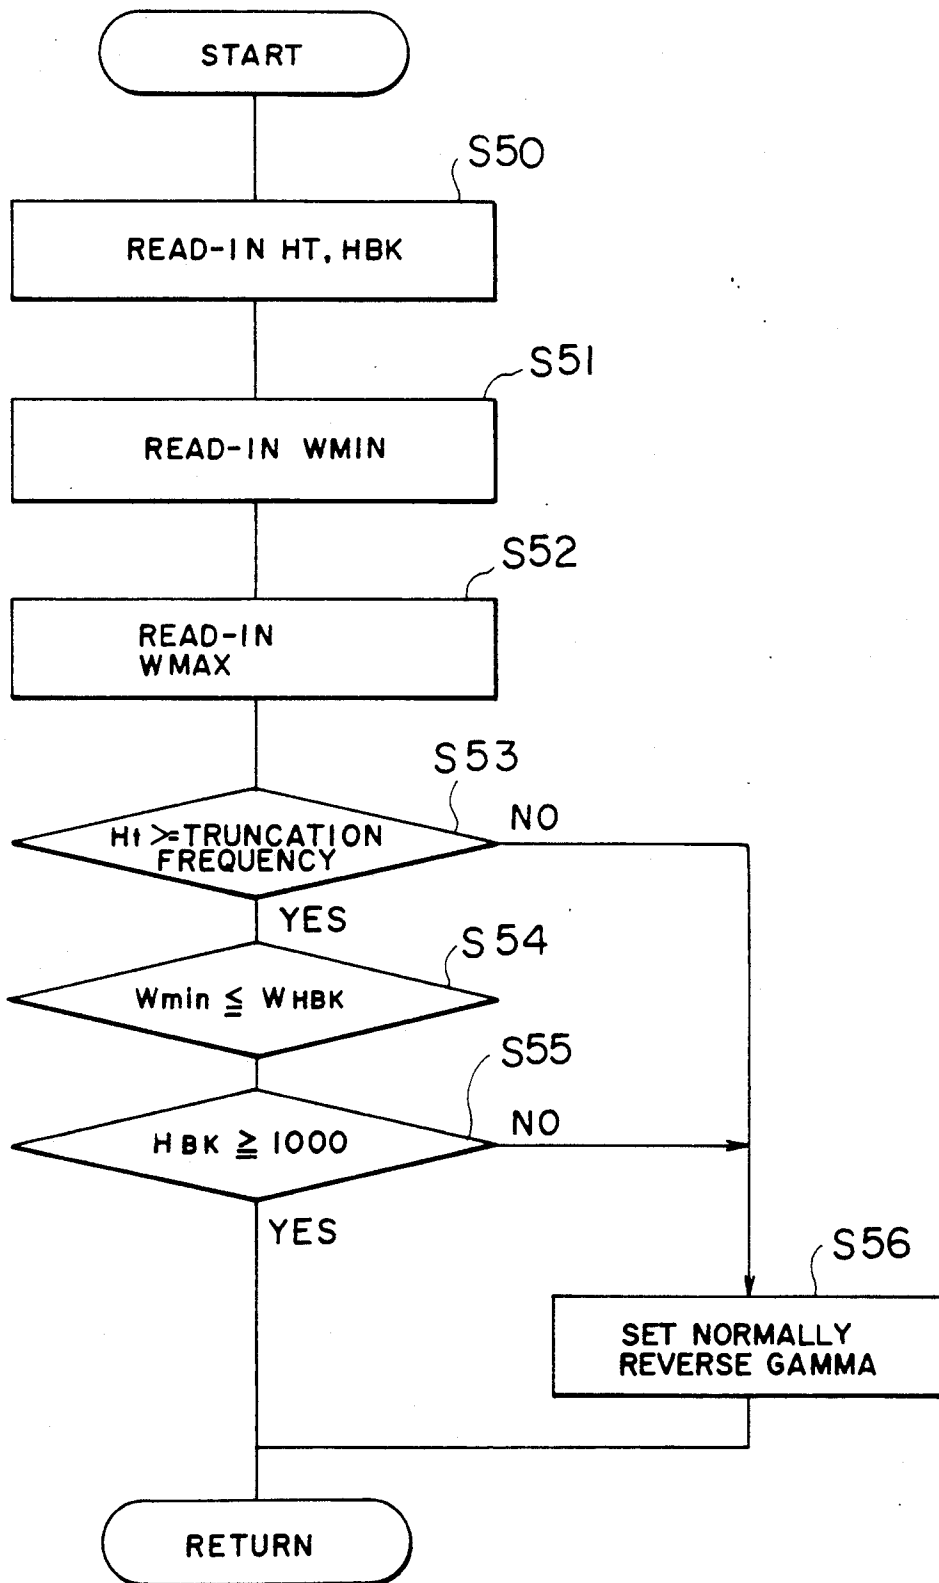 START
S50
READ-IN HT, HBK
S51
READ-IN WMIN
S52
READ-IN
WMAX
S53
Ht >= TRUNCATION
FREQUENCY
NO
YES
S54
Wmin ≦ WHBK
S55
HBK ≧ 1000
NO
YES
S56
SET NORMALLY
REVERSE GAMMA
RETURN